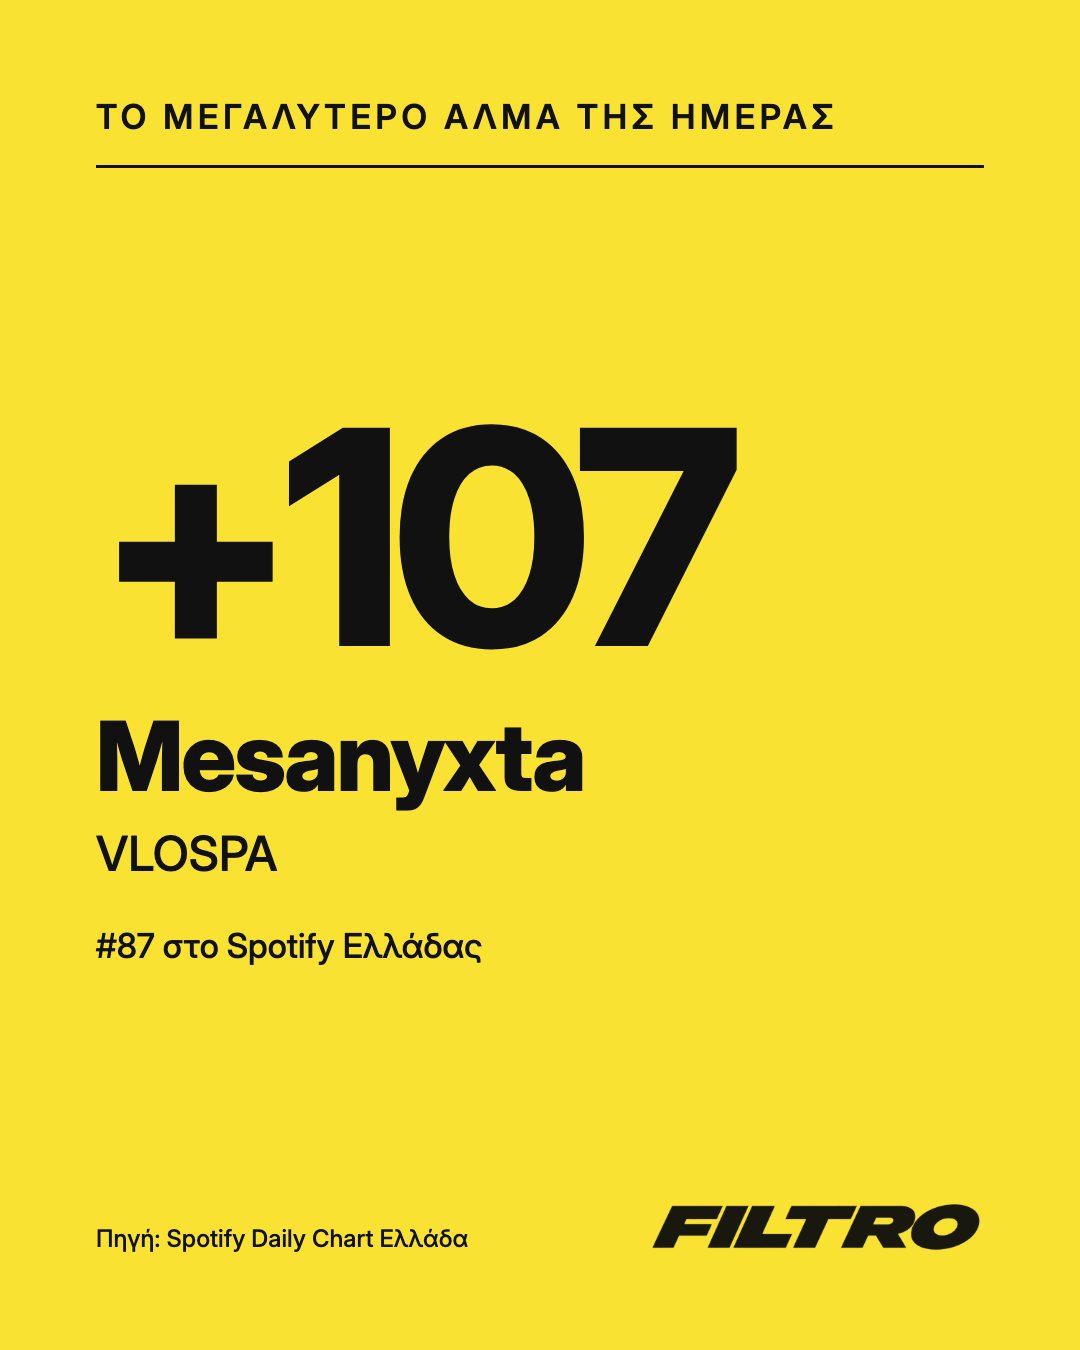 ΤΟ ΜΕΓΑΛΥΤΕΡΟ ΑΛΜΑ ΤΗΣ ΗΜΕΡΑΣ
+107
Mesanyxta
VLOSPA
#87 στο Spotify Ελλάδας
Πηγή: Spotify Daily Chart Ελλάδα
FILTRO